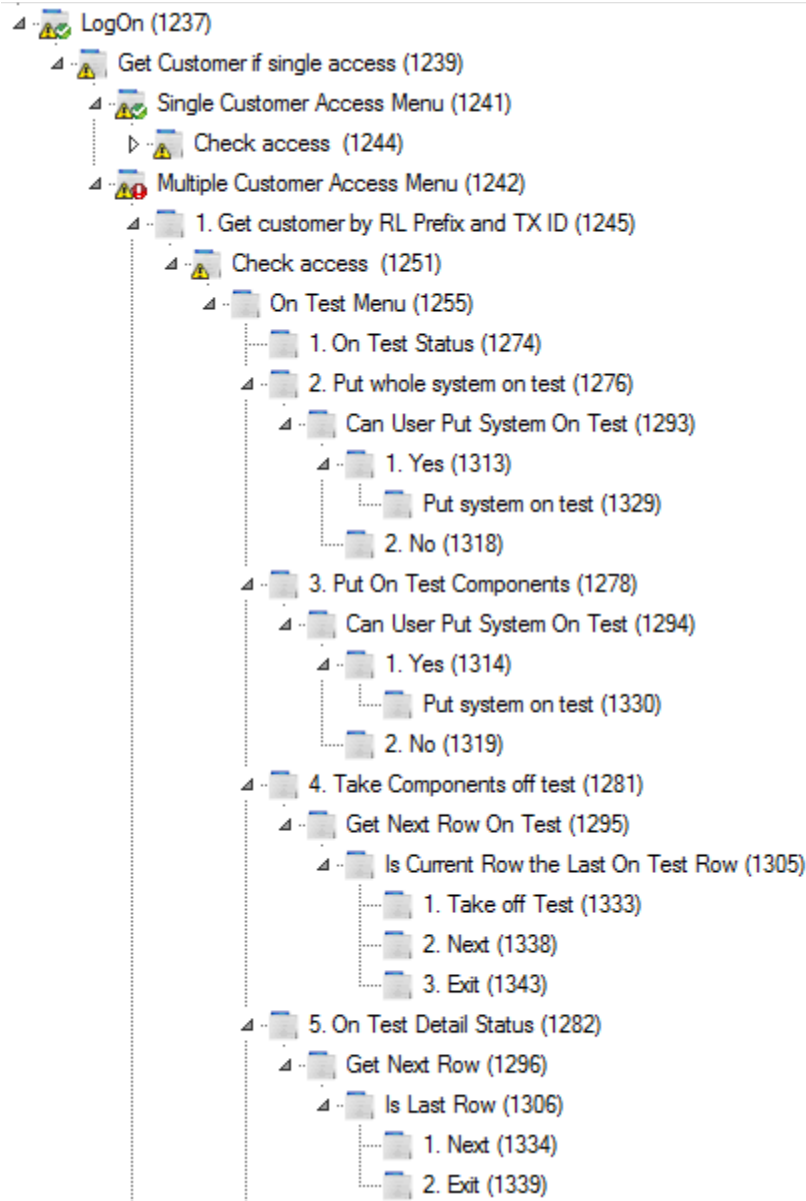 LogOn (1237)
Get Customer if single access (1239)
Single Customer Access Menu (1241)
Check access (1244)
Multiple Customer Access Menu (1242)
1. Get customer by RL Prefix and TX ID (1245)
Check access (1251)
On Test Menu (1255)
1. On Test Status (1274)
2. Put whole system on test (1276)
Can User Put System On Test (1293)
1. Yes (1313)
Put system on test (1329)
2. No (1318)
3. Put On Test Components (1278)
Can User Put System On Test (1294)
1. Yes (1314)
Put system on test (1330)
2. No (1319)
4. Take Components off test (1281)
Get Next Row On Test (1295)
Is Current Row the Last On Test Row (1305)
1. Take off Test (1333)
2. Next (1338)
3. Exit (1343)
5. On Test Detail Status (1282)
Get Next Row (1296)
Is Last Row (1306)
1. Next (1334)
2. Exit (1339)